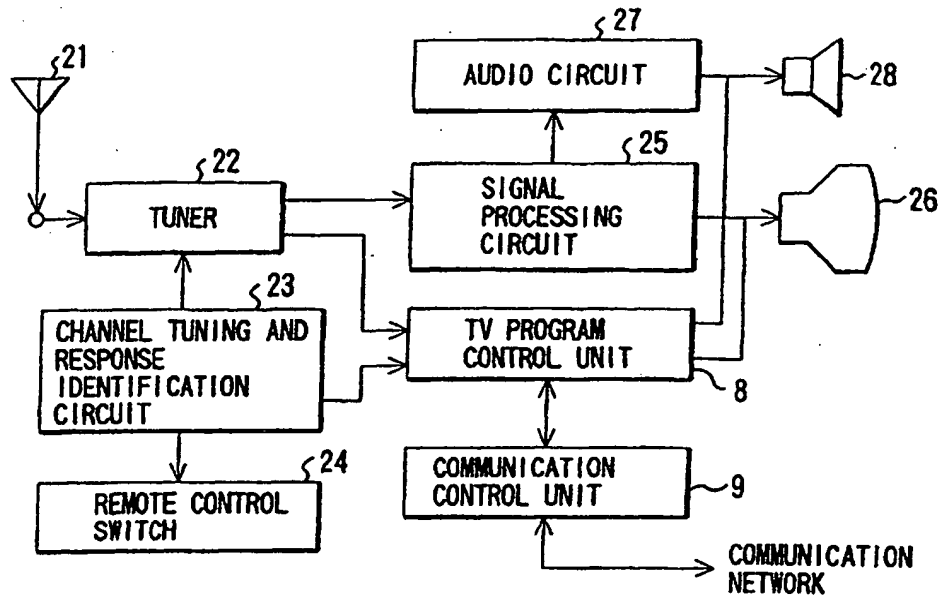 21
22
TUNER
23
CHANNEL TUNING AND
RESPONSE
IDENTIFICATION
CIRCUIT
24
REMOTE CONTROL
SWITCH
27
AUDIO CIRCUIT
28
25
SIGNAL
PROCESSING
CIRCUIT
26
TV PROGRAM
CONTROL UNIT
8
COMMUNICATION
CONTROL UNIT
9
COMMUNICATION
NETWORK